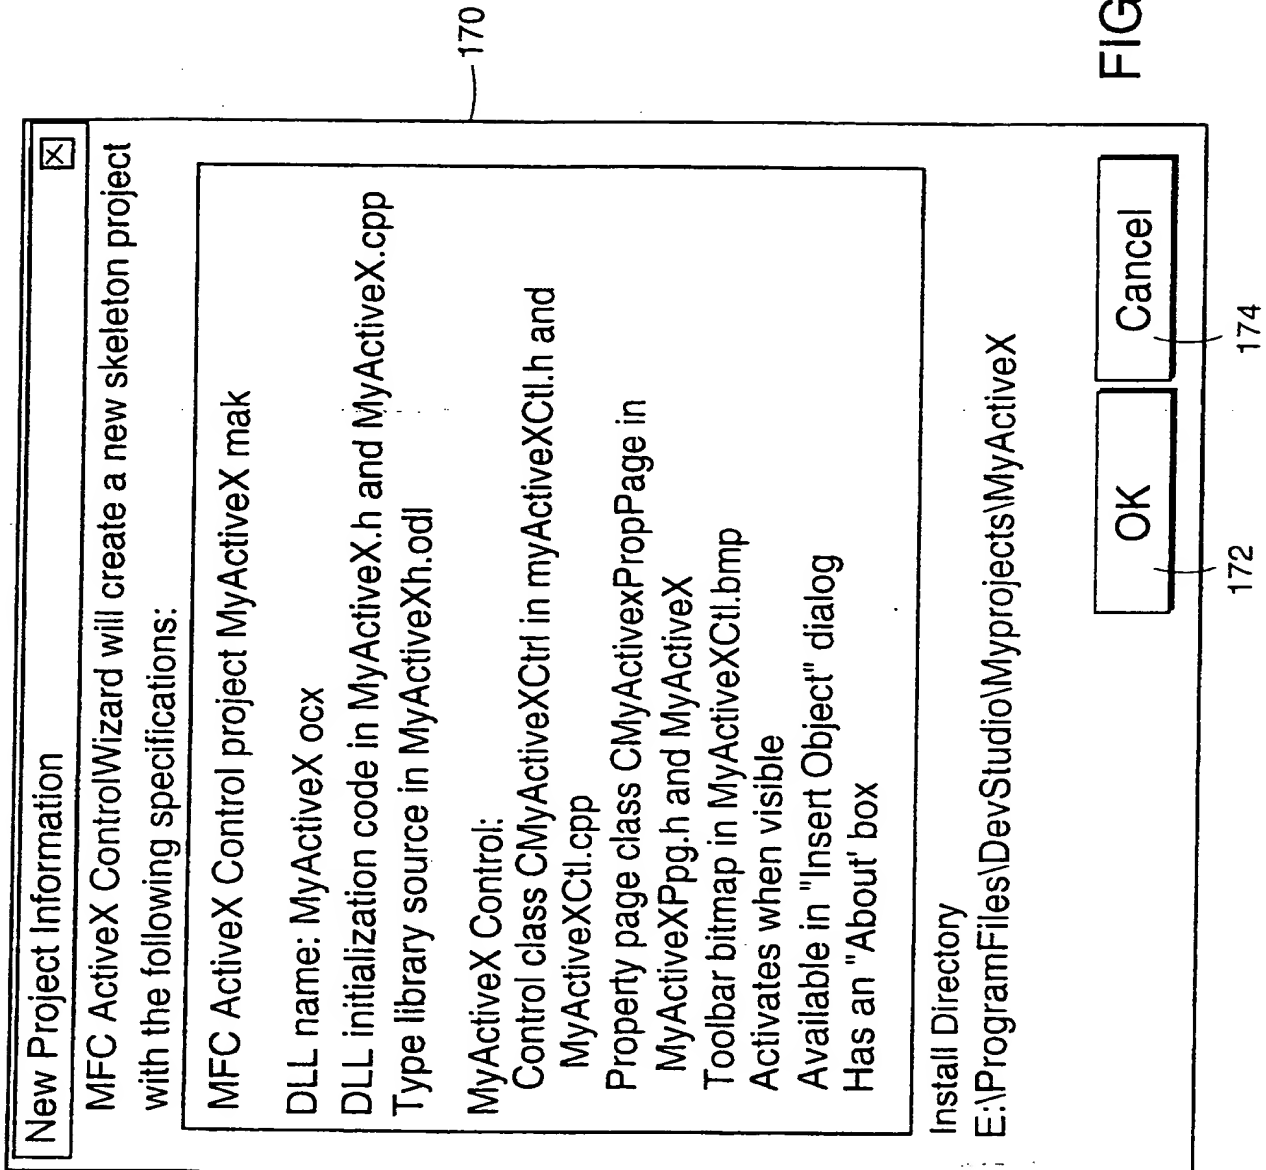 New Project Information
MFC ActiveX ControlWizard will create a new skeleton project
with the following specifications:
MFC ActiveX Control project MyActiveX mak
DLL name: MyActiveX ocx
DLL initialization code in MyActiveX.h and MyActiveX.cpp
Type library source in MyActiveXh.odl
MyActiveX Control:
Control class CMyActiveXCtrl in myActiveXCtl.h and
MyActiveXCtl.cpp
Property page class CMyActivexPropPage in
MyActiveXPpg.h and MyActiveX
Toolbar bitmap in MyActiveXCtl.bmp
Activates when visible
Available in "Insert Object" dialog
Has an "About' box
Install Directory
E:\ProgramFiles\DevStudio\Myprojects\MyActiveX
OK
Cancel
172
174
170
FIG